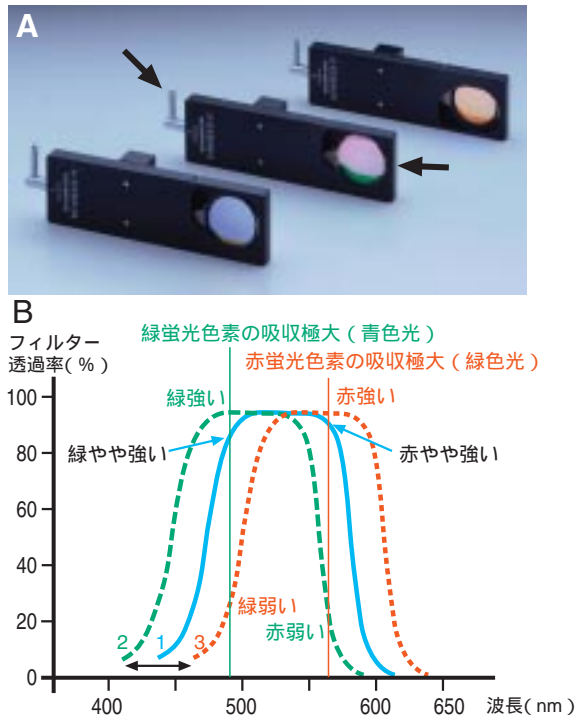 A
B
フィルター
透過率（%）
緑蛍光色素の吸収極大（青色光）
赤蛍光色素の吸収極大（緑色光）
緑強い
赤強い
緑やや強い
赤やや強い
緑弱い
赤弱い
100
80
60
40
20
0
2
1
3
400
500
600
650
波長（nm）